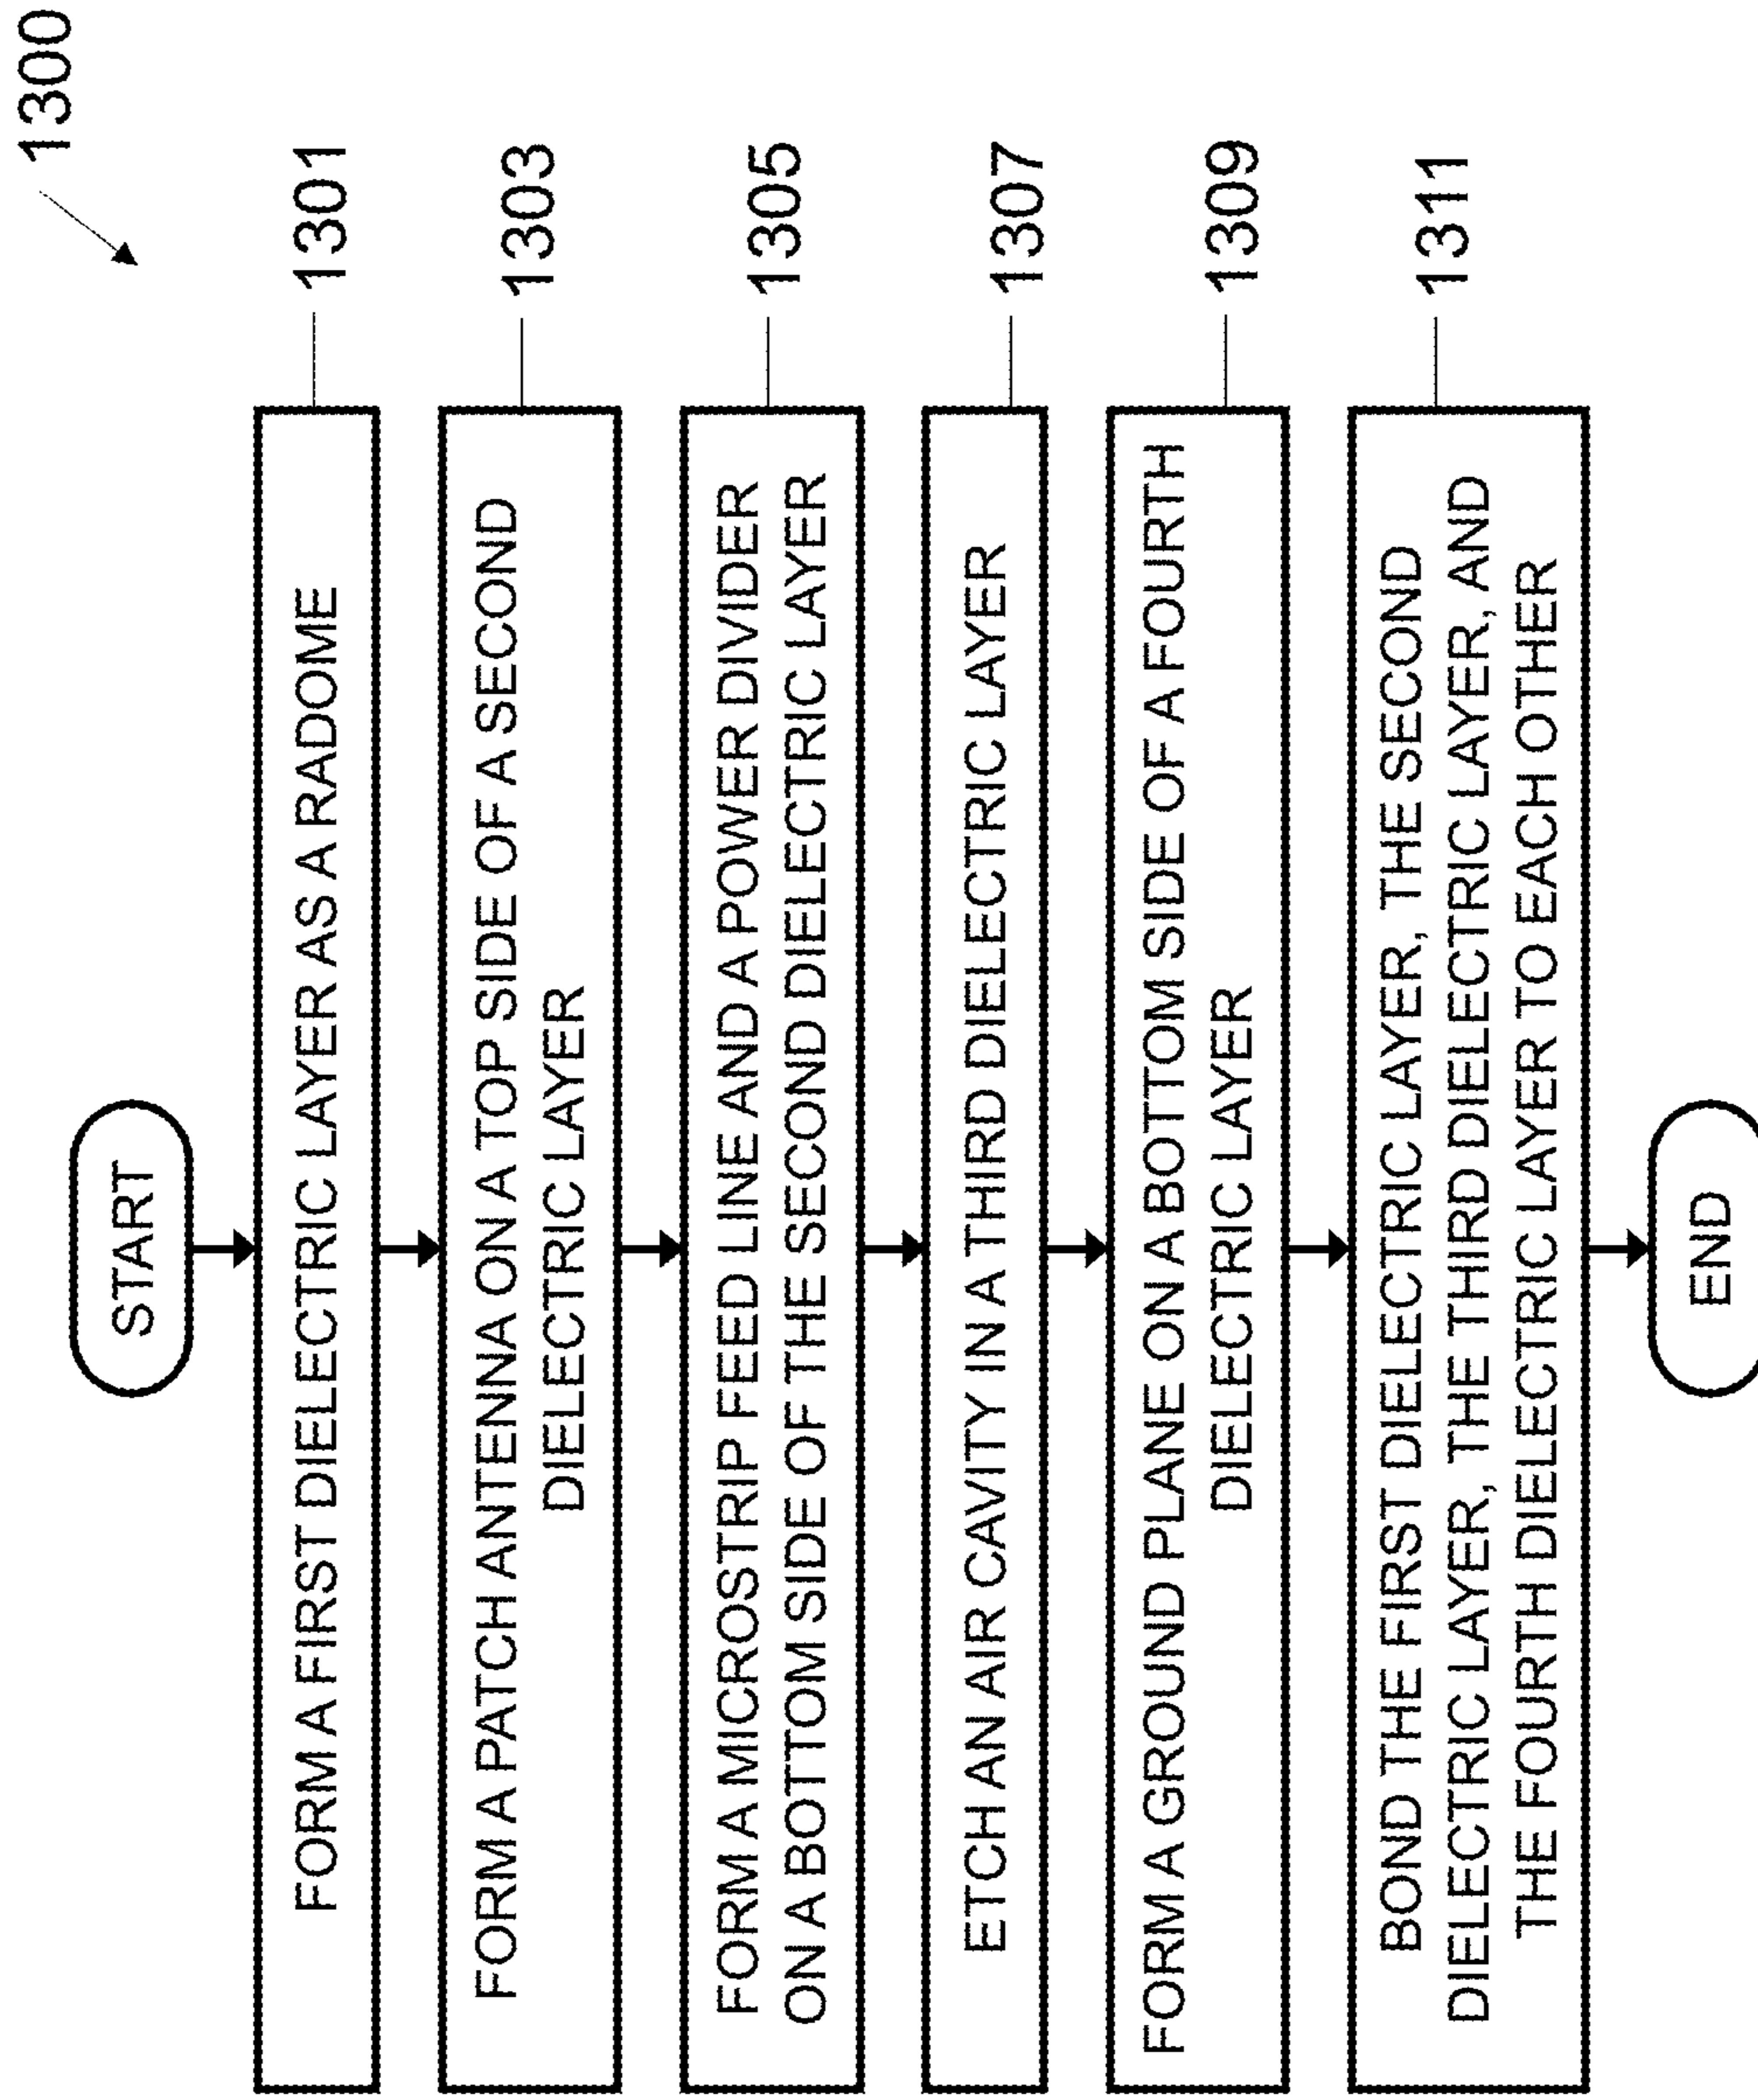 1300
START
FORM A FIRST DIELECTRIC LAYER AS A RADOME
1301
FORM A PATCH ANTENNA ON A TOP SIDE OF A SECOND
DIELECTRIC LAYER
1303
FORM A MICROSTRIP FEED LINE AND A POWER DIVIDER
ON A BOTTOM SIDE OF THE SECOND DIELECTRIC LAYER
1305
ETCH AN AIR CAVITY IN A THIRD DIELECTRIC LAYER
1307
FORM A GROUND PLANE ON A BOTTOM SIDE OF A FOURTH
DIELECTRIC LAYER
1309
BOND THE FIRST DIELECTRIC LAYER, THE SECOND
DIELECTRIC LAYER, THE THIRD DIELECTRIC LAYER, AND
THE FOURTH DIELECTRIC LAYER TO EACH OTHER
1311
END